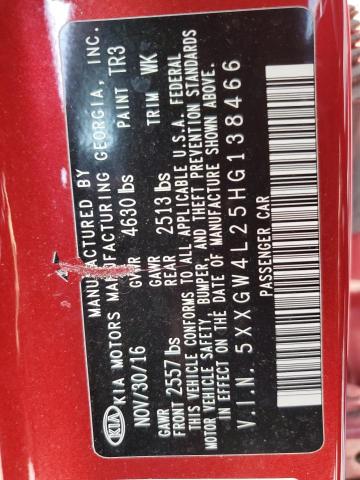 MANUFACTURED BY
KIA KIA MOTORS MANUFACTURING GEORGIA, INC.
NOV/30/16 GVWR 4630 lbs PAINT TR3
GAWR FRONT 2557 lbs GAWR REAR 2513 lbs TRIM WK
THIS VEHICLE CONFORMS TO ALL APPLICABLE U.S.A. FEDERAL
MOTOR VEHICLE SAFETY, BUMPER, AND THEFT PREVENTION STANDARDS
IN EFFECT ON THE DATE OF MANUFACTURE SHOWN ABOVE.
V.I.N. 5XXGW4L25HG138466
PASSENGER CAR